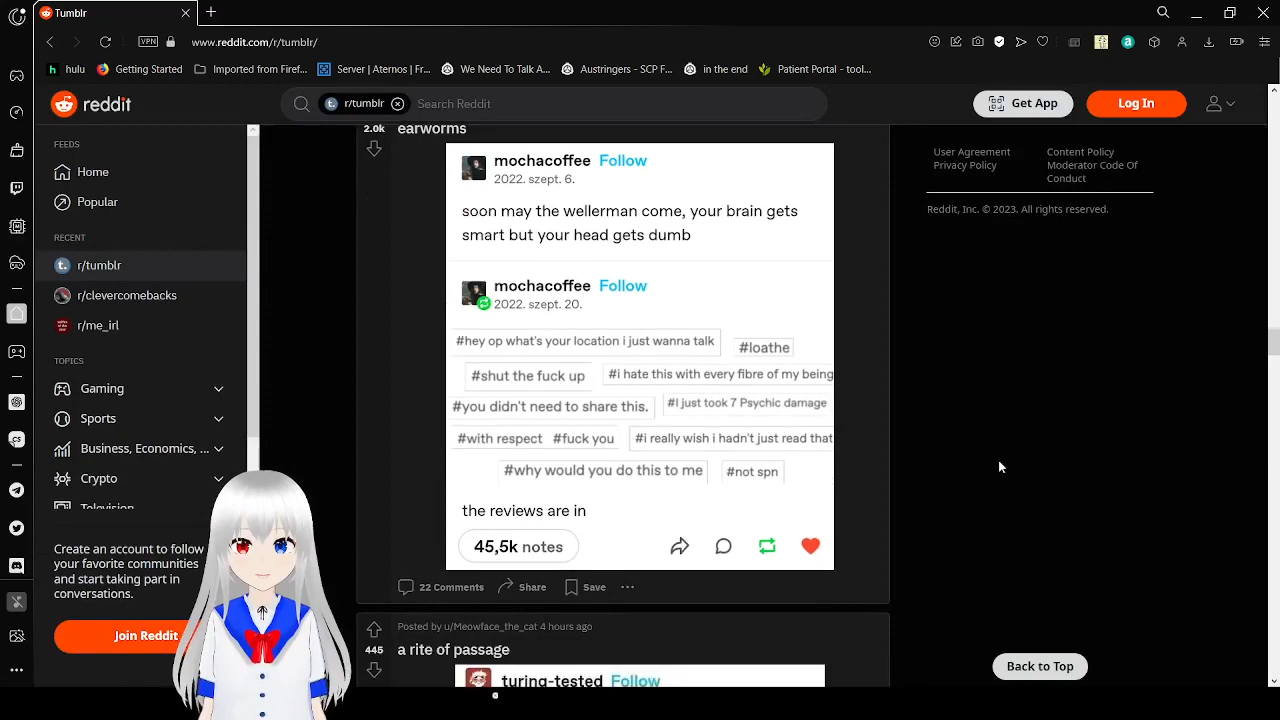 Tumblr
VPN
www.reddit.com/r/tumblr/
hulu
Getting Started
Imported from Firef...
Server | Aternos | Fr...
We Need To Talk A...
Austringers - SCP F...
in the end
Patient Portal - tool...
reddit
r/tumblr
Search Reddit
Get App
Log In
FEEDS
Home
Popular
RECENT
r/tumblr
r/clevercomebacks
r/me_irl
TOPICS
Gaming
Sports
Business, Economics, ...
Crypto
Television
Create an account to follow
your favorite communities
and start taking part in
conversations.
Join Reddit
2.0k
earworms
mochacoffee Follow
2022. szept. 6.
soon may the wellerman come, your brain gets
smart but your head gets dumb
mochacoffee Follow
2022. szept. 20.
#hey op what's your location i just wanna talk
#loathe
#shut the fuck up
#i hate this with every fibre of my being
#you didn't need to share this.
#I just took 7 Psychic damage
#with respect #fuck you
#i really wish i hadn't just read that
#why would you do this to me
#not spn
the reviews are in
45,5k notes
22 Comments
Share
Save
Posted by u/Meowface_the_cat 4 hours ago
445
a rite of passage
turing-tested Follow
User Agreement
Privacy Policy
Content Policy
Moderator Code Of
Conduct
Reddit, Inc. © 2023. All rights reserved.
Back to Top